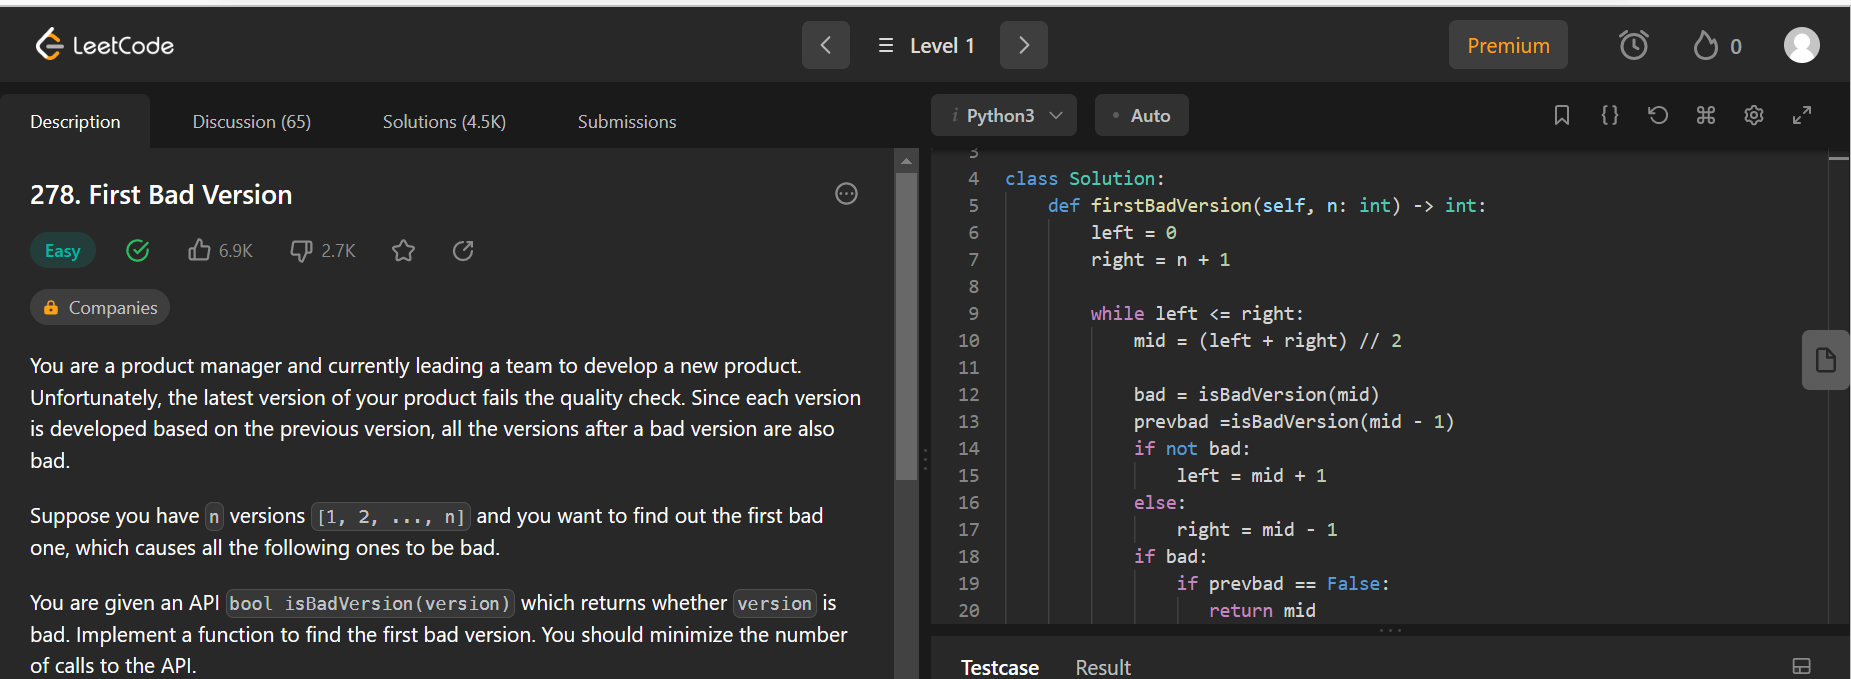 LeetCode
Level 1
Premium
0
Description
Discussion (65)
Solutions (4.5K)
Submissions
278. First Bad Version
Easy
6.9K
2.7K
Companies
You are a product manager and currently leading a team to develop a new product.
Unfortunately, the latest version of your product fails the quality check. Since each version
is developed based on the previous version, all the versions after a bad version are also
bad.
Suppose you have n versions [1, 2, ..., n] and you want to find out the first bad
one, which causes all the following ones to be bad.
You are given an API bool isBadVersion(version) which returns whether version is
bad. Implement a function to find the first bad version. You should minimize the number
of calls to the API.
i Python3
• Auto
{}
3
4 class Solution:
5     def firstBadVersion(self, n: int) -> int:
6         left = 0
7         right = n + 1
8
9         while left <= right:
10             mid = (left + right) // 2
11
12             bad = isBadVersion(mid)
13             prevbad =isBadVersion(mid - 1)
14             if not bad:
15                 left = mid + 1
16             else:
17                 right = mid - 1
18             if bad:
19                 if prevbad == False:
20                    return mid
Testcase
Result